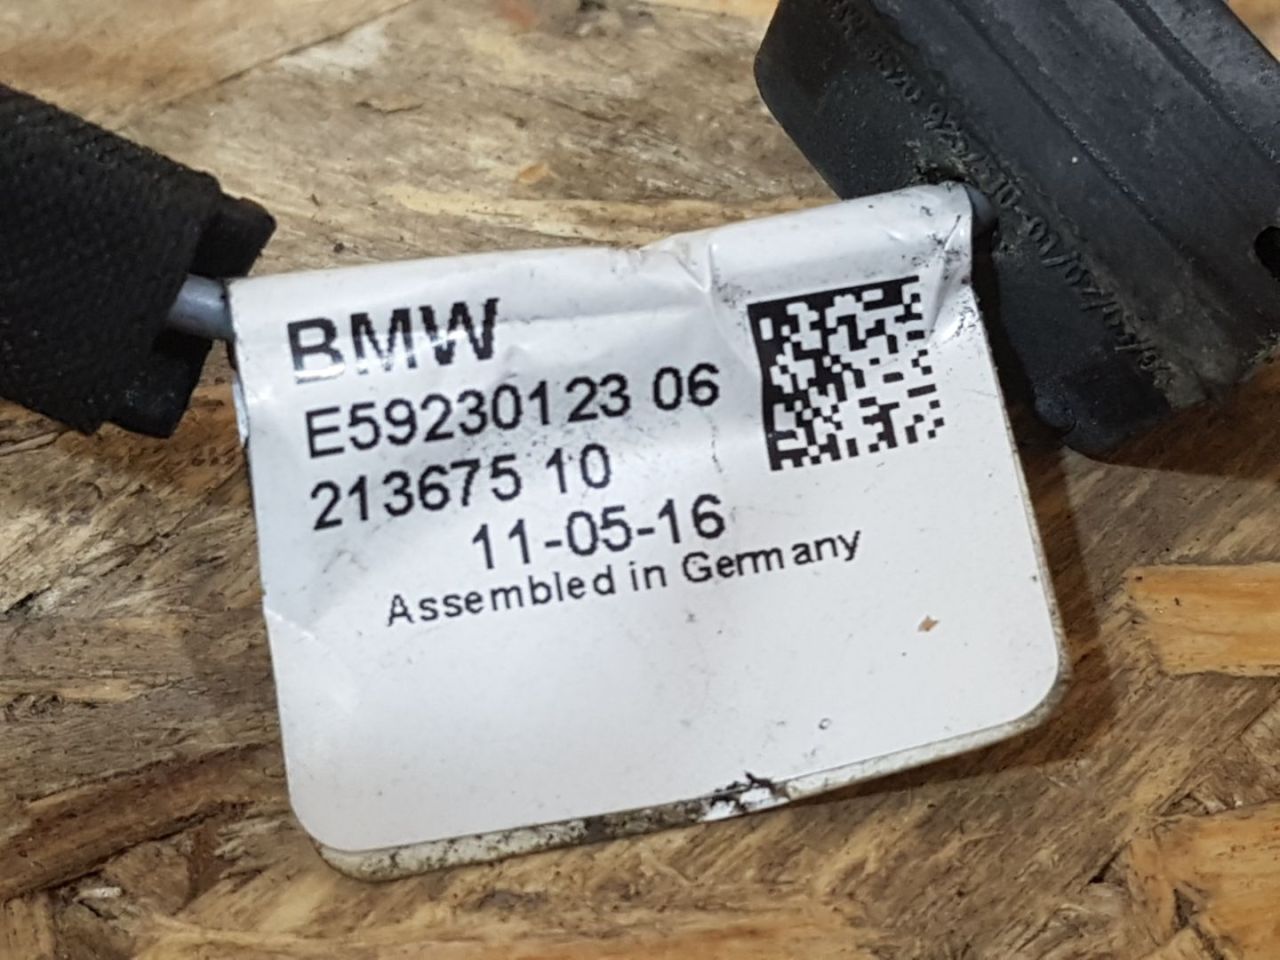 BMW
E59230123 06
213675 10
11-05-16
Assembled in Germany